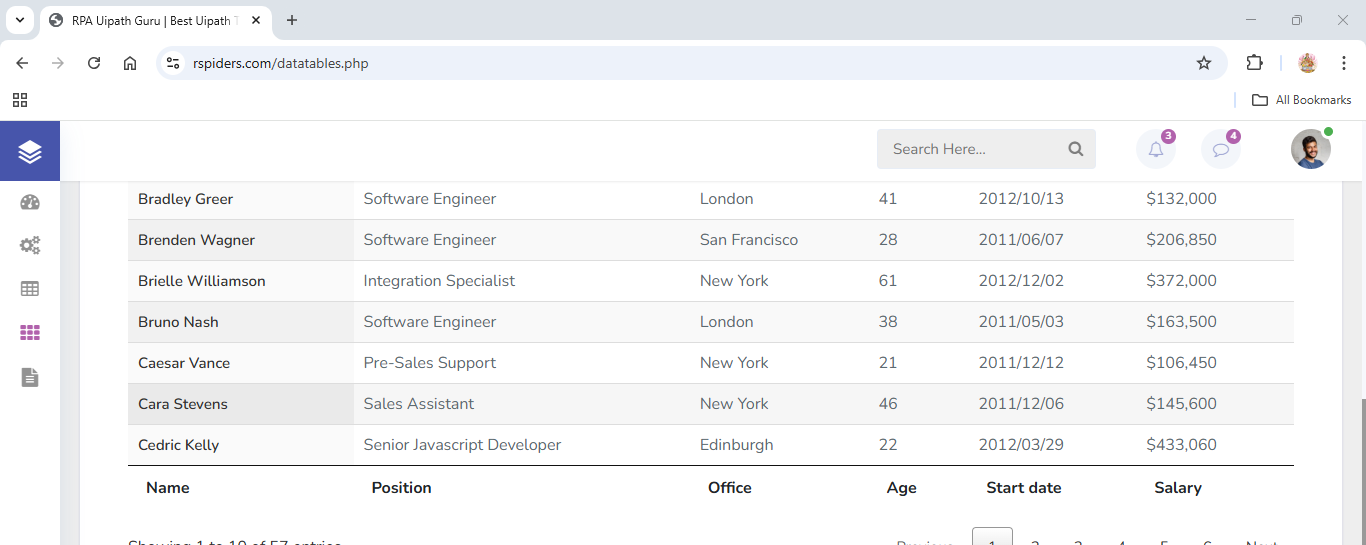 RPA Uipath Guru | Best Uipath T
rspiders.com/datatables.php
All Bookmarks
Search Here...
3
4
Bradley Greer Software Engineer London 41 2012/10/13 $132,000
Brenden Wagner Software Engineer San Francisco 28 2011/06/07 $206,850
Brielle Williamson Integration Specialist New York 61 2012/12/02 $372,000
Bruno Nash Software Engineer London 38 2011/05/03 $163,500
Caesar Vance Pre-Sales Support New York 21 2011/12/12 $106,450
Cara Stevens Sales Assistant New York 46 2011/12/06 $145,600
Cedric Kelly Senior Javascript Developer Edinburgh 22 2012/03/29 $433,060
Name Position Office Age Start date Salary
Showing 1 to 10 of 57 entries Previous 1 2 3 4 5 6 Next